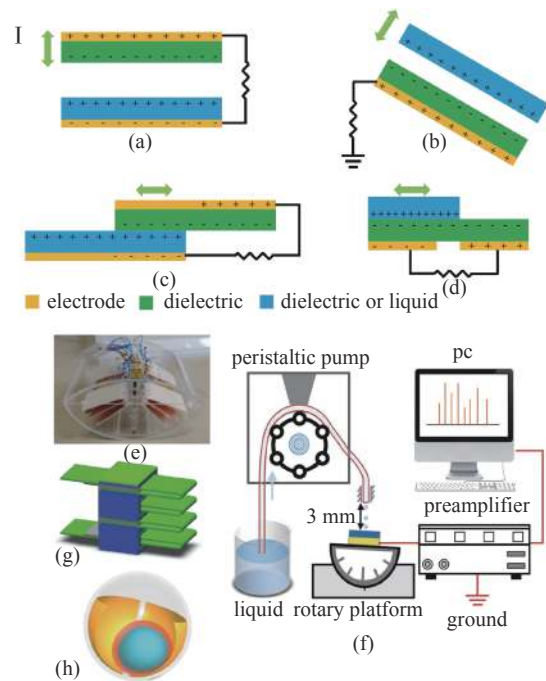 I
(a)
(b)
(c)
(d)
electrode
dielectric
dielectric or liquid
peristaltic pump
pc
(e)
preamplifier
3 mm
(g)
liquid
rotary platform
ground
(f)
(h)